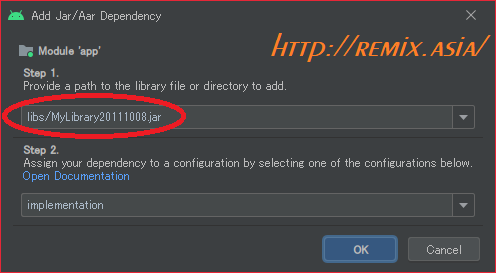 Add Jar/Aar Dependency
Module 'app'
Http://remix.asia/
Step 1.
Provide a path to the library file or directory to add.
libs/MyLibrary20111008.jar
Step 2.
Assign your dependency to a configuration by selecting one of the configurations below.
Open Documentation
implementation
OK
Cancel